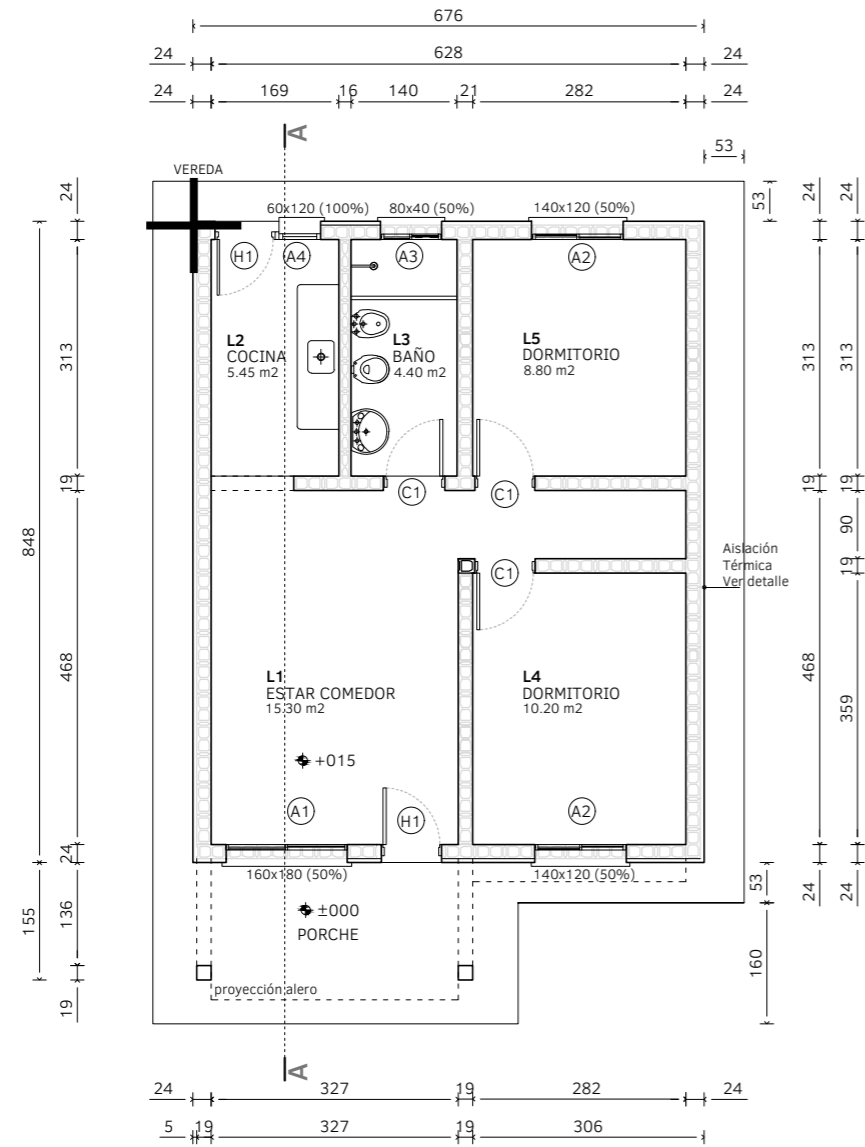 676
24 628 24
24 169 16 140 21 282 24
A
53
VEREDA
24 53 24 24
60x120 (100%) 80x40 (50%) 140x120 (50%)
H1 A4 A3 A2
L2
COCINA
5.45 m2
L3
BAÑO
4.40 m2
L5
DORMITORIO
8.80 m2
313 313 313
C1 C1
19 19 19
848
90
C1
19
Aislación
Térmica
Ver detalle
L1
ESTAR COMEDOR
15.30 m2
L4
DORMITORIO
10.20 m2
468 468 359
+015
A1 H1 A2
24 24 24
160x180 (50%) 140x120 (50%)
53
±000
PORCHE
155 136 160
proyección alero
19
A
24 327 19 282 24
5 19 327 19 306